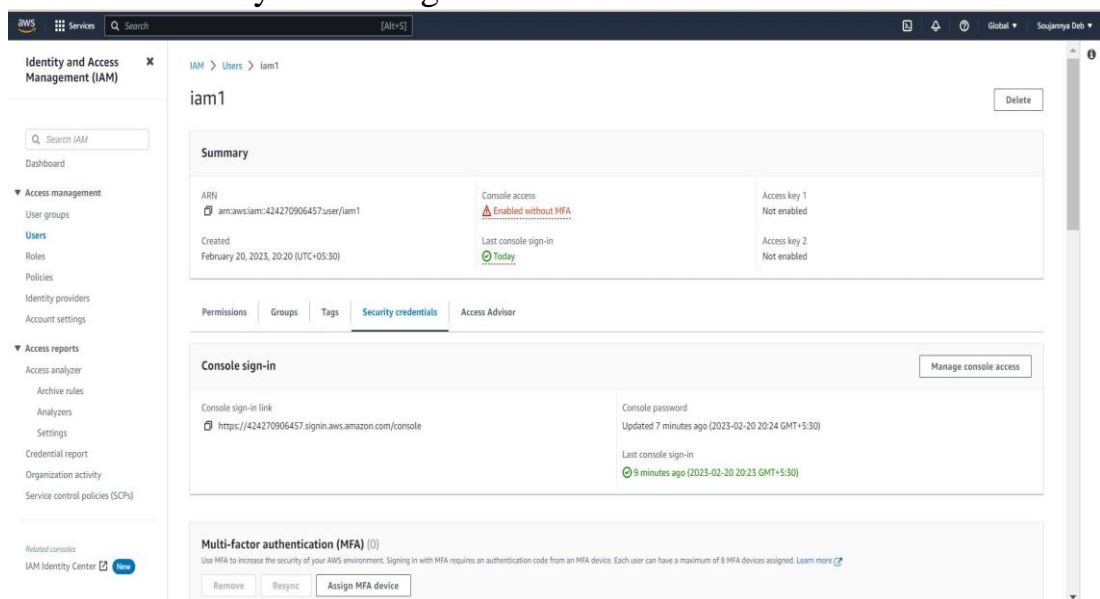 aws Services Search [Alt+S] Global Soujannya Deb
Identity and Access
Management (IAM)
Search IAM
Dashboard
Access management
User groups
Users
Roles
Policies
Identity providers
Account settings
Access reports
Access analyzer
Archive rules
Analyzers
Settings
Credential report
Organization activity
Service control policies (SCPs)
Related consoles
IAM Identity Center New
IAM > Users > iam1
iam1 Delete
Summary
ARN
arn:aws:iam::424270906457:user/iam1
Created
February 20, 2023, 20:20 (UTC+05:30)
Console access
Enabled without MFA
Last console sign-in
Today
Access key 1
Not enabled
Access key 2
Not enabled
Permissions Groups Tags Security credentials Access Advisor
Console sign-in Manage console access
Console sign-in link
https://424270906457.signin.aws.amazon.com/console
Console password
Updated 7 minutes ago (2023-02-20 20:24 GMT+5:30)
Last console sign-in
9 minutes ago (2023-02-20 20:23 GMT+5:30)
Multi-factor authentication (MFA) (0)
Use MFA to increase the security of your AWS environment. Signing in with MFA requires an authentication code from an MFA device. Each user can have a maximum of 8 MFA devices assigned. Learn more
Remove Resync Assign MFA device